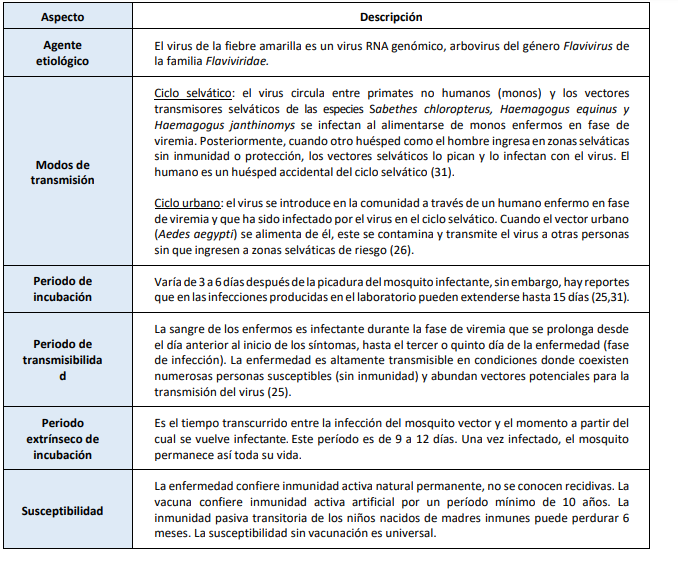 Aspecto
Descripción
Agente
etiológico
El virus de la fiebre amarilla es un virus RNA genómico, arbovirus del género Flavivirus de
la familia Flaviviridae.
Modos de
transmisión
Ciclo selvático: el virus circula entre primates no humanos (monos) y los vectores
transmisores selváticos de las especies Sabethes chloropterus, Haemagogus equinus y
Haemagogus janthinomys se infectan al alimentarse de monos enfermos en fase de
viremia. Posteriormente, cuando otro huésped como el hombre ingresa en zonas selváticas
sin inmunidad o protección, los vectores selváticos lo pican y lo infectan con el virus. El
humano es un huésped accidental del ciclo selvático (31).
Ciclo urbano: el virus se introduce en la comunidad a través de un humano enfermo en fase
de viremia y que ha sido infectado por el virus en el ciclo selvático. Cuando el vector urbano
(Aedes aegypti) se alimenta de él, este se contamina y transmite el virus a otras personas
sin que ingresen a zonas selváticas de riesgo (26).
Periodo de
incubación
Varía de 3 a 6 días después de la picadura del mosquito infectante, sin embargo, hay reportes
que en las infecciones producidas en el laboratorio pueden extenderse hasta 15 días (25,31).
Periodo de
transmisibilida
d
La sangre de los enfermos es infectante durante la fase de viremia que se prolonga desde
el día anterior al inicio de los síntomas, hasta el tercer o quinto día de la enfermedad (fase
de infección). La enfermedad es altamente transmisible en condiciones donde coexisten
numerosas personas susceptibles (sin inmunidad) y abundan vectores potenciales para la
transmisión del virus (25).
Periodo
extrínseco de
incubación
Es el tiempo transcurrido entre la infección del mosquito vector y el momento a partir del
cual se vuelve infectante. Este período es de 9 a 12 días. Una vez infectado, el mosquito
permanece así toda su vida.
Susceptibilidad
La enfermedad confiere inmunidad activa natural permanente, no se conocen recidivas. La
vacuna confiere inmunidad activa artificial por un período mínimo de 10 años. La
inmunidad pasiva transitoria de los niños nacidos de madres inmunes puede perdurar 6
meses. La susceptibilidad sin vacunación es universal.